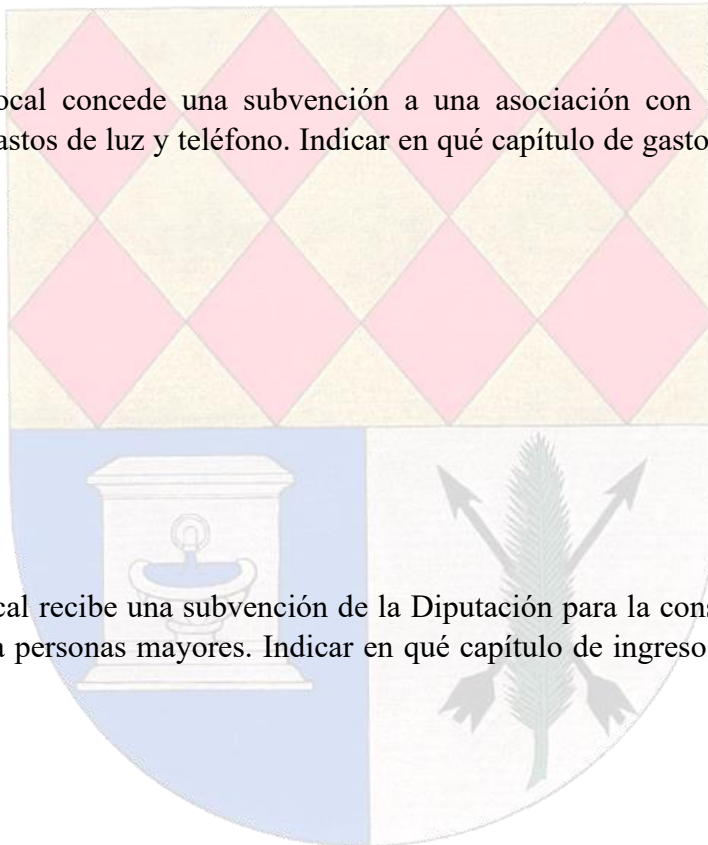 ocal concede una subvención a una asociación con
astos de luz y teléfono. Indicar en qué capítulo de gasto
cal recibe una subvención de la Diputación para la cons
a personas mayores. Indicar en qué capítulo de ingreso